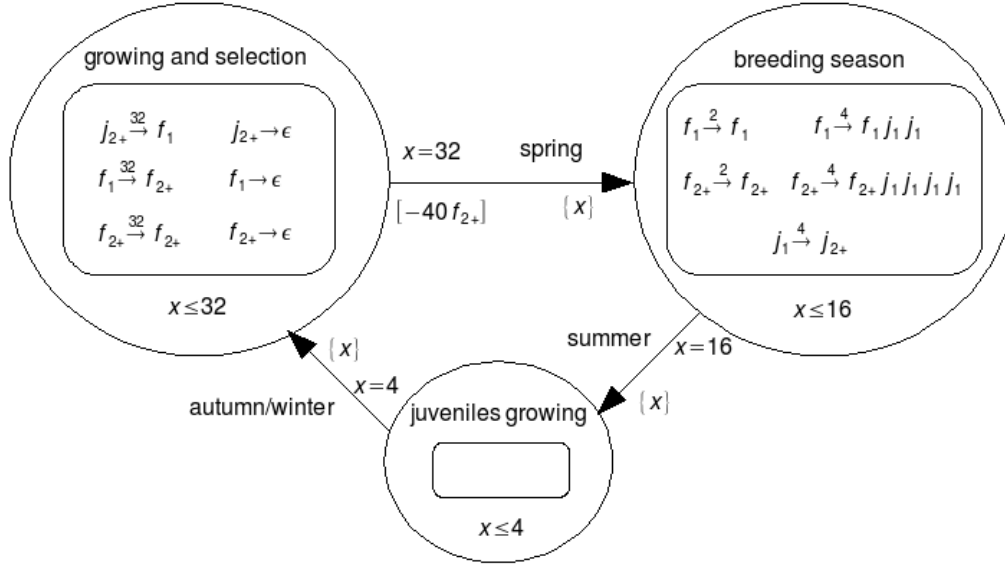 growing and selection
j₂₊ →³² f₁ j₂₊ → ϵ
f₁ →³² f₂₊ f₁ → ϵ
f₂₊ →³² f₂₊ f₂₊ → ϵ
x≤32
x=32 spring
[−40 f₂₊] {x}
breeding season
f₁ →² f₁ f₁ →⁴ f₁ j₁ j₁
f₂₊ →² f₂₊ f₂₊ →⁴ f₂₊ j₁ j₁ j₁ j₁
j₁ →⁴ j₂₊
x≤16
summer x=16
{x}
juveniles growing
x≤4
{x}
x=4
autumn/winter